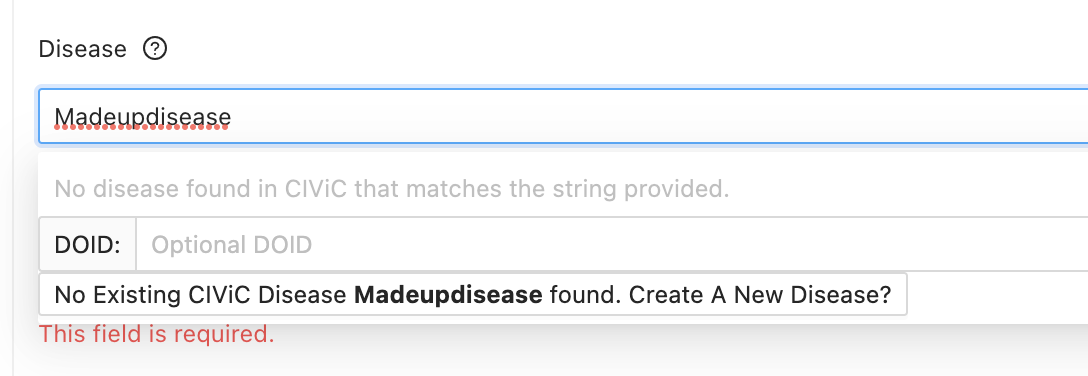 Disease ?
Madeupdisease
No disease found in CIViC that matches the string provided.
DOID: Optional DOID
No Existing CIViC Disease Madeupdisease found. Create A New Disease?
This field is required.